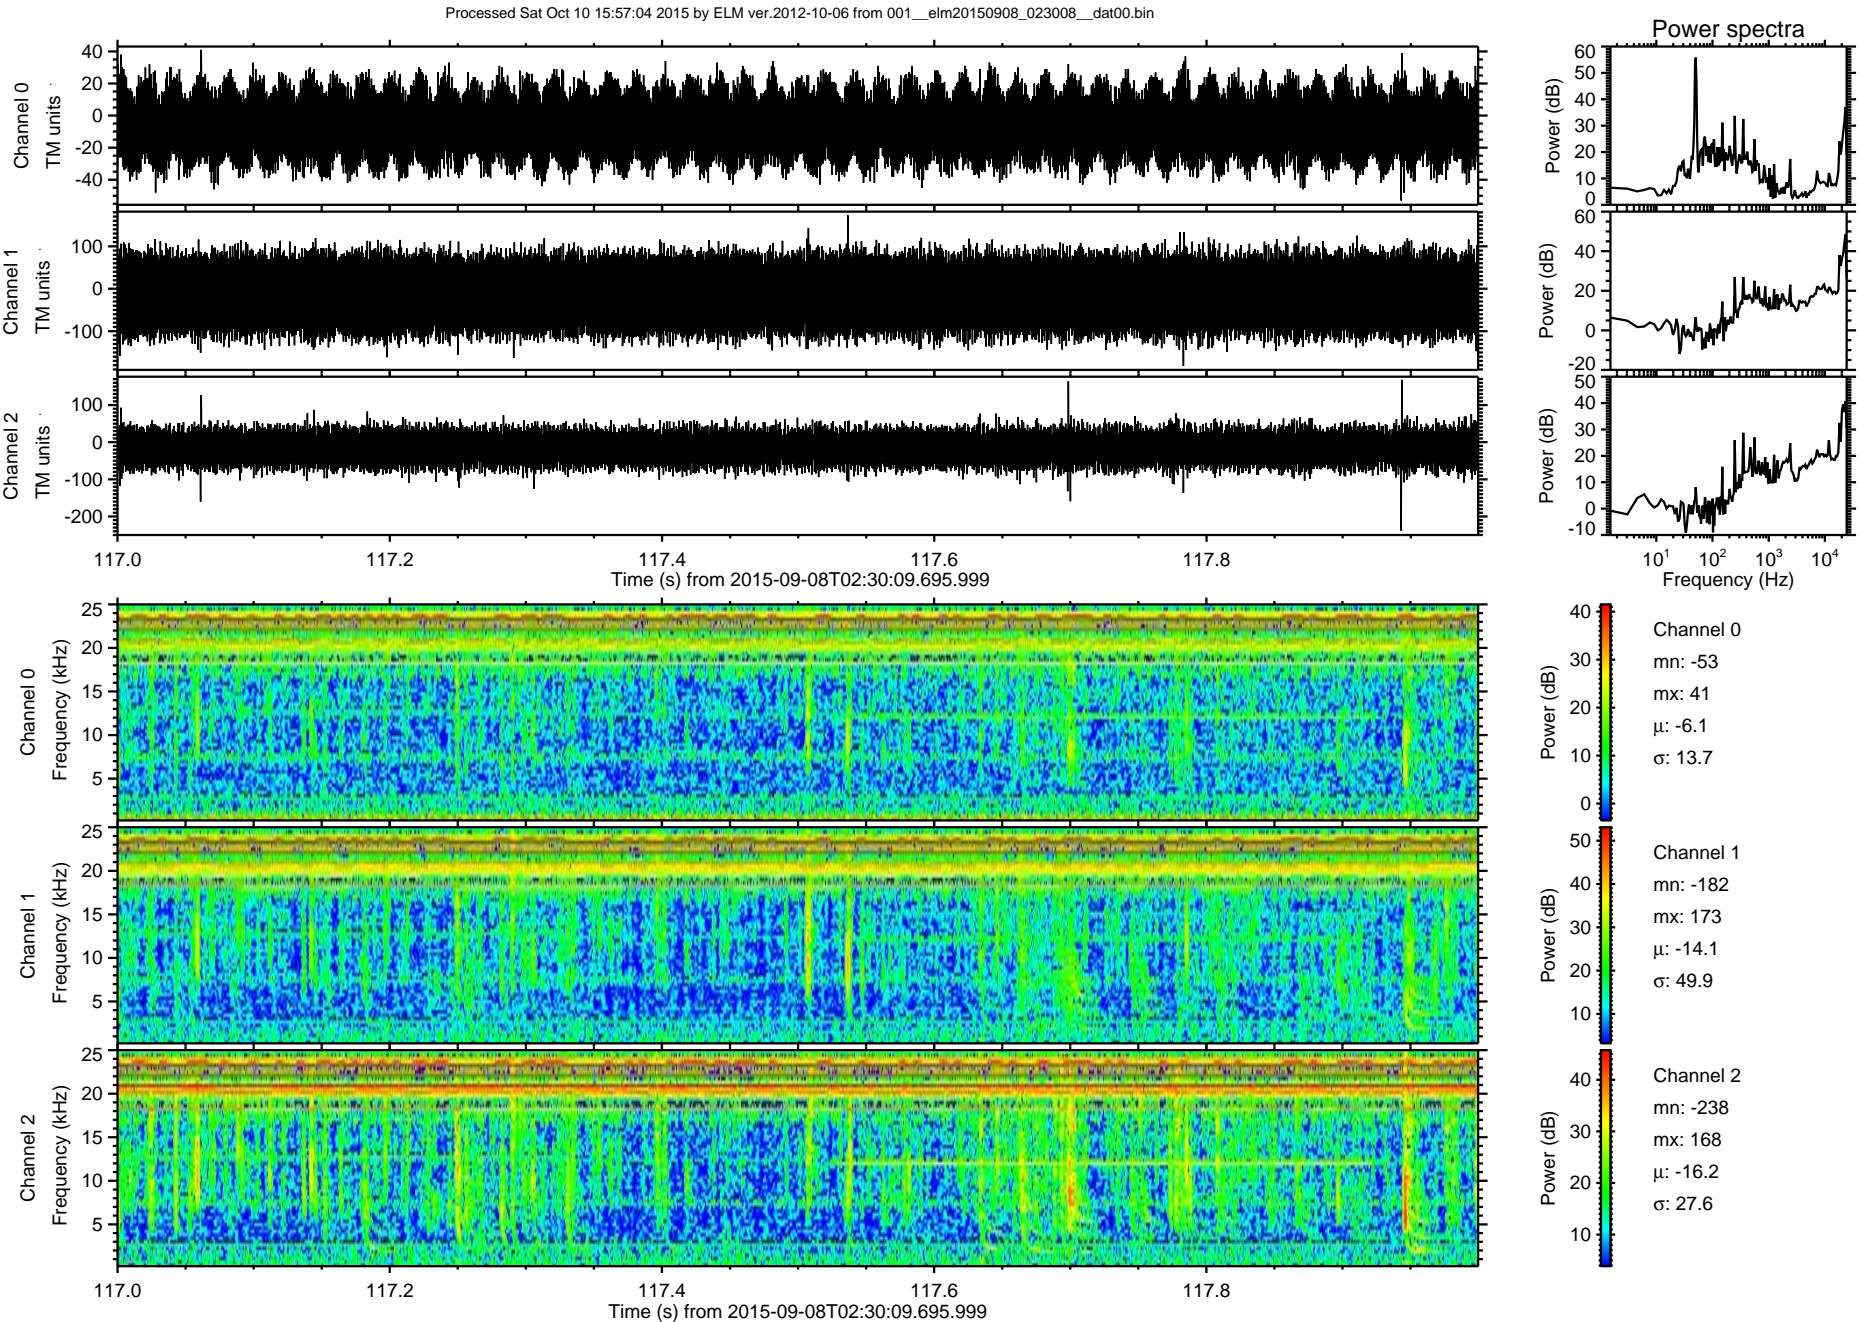 Processed Sat Oct 10 15:57:04 2015 by ELM ver.2012-10-06 from 001__elm20150908_023008__dat00.bin
Power spectra
Channel 0
TM units
40
20
0
-20
-40
Power (dB)
60
50
40
30
20
10
0
Channel 1
TM units
100
0
-100
Power (dB)
60
40
20
0
-20
Channel 2
TM units
100
0
-100
-200
Power (dB)
50
40
30
20
10
0
-10
117.0 117.2 117.4 117.6 117.8
Time (s) from 2015-09-08T02:30:09.695.999
10¹ 10² 10³ 10⁴
Frequency (Hz)
Channel 0
Frequency (kHz)
25
20
15
10
5
Power (dB)
40
30
20
10
0
Channel 0
mn: -53
mx: 41
μ: -6.1
σ: 13.7
Channel 1
Frequency (kHz)
25
20
15
10
5
Power (dB)
50
40
30
20
10
Channel 1
mn: -182
mx: 173
μ: -14.1
σ: 49.9
Channel 2
Frequency (kHz)
25
20
15
10
5
Power (dB)
40
30
20
10
Channel 2
mn: -238
mx: 168
μ: -16.2
σ: 27.6
117.0 117.2 117.4 117.6 117.8
Time (s) from 2015-09-08T02:30:09.695.999